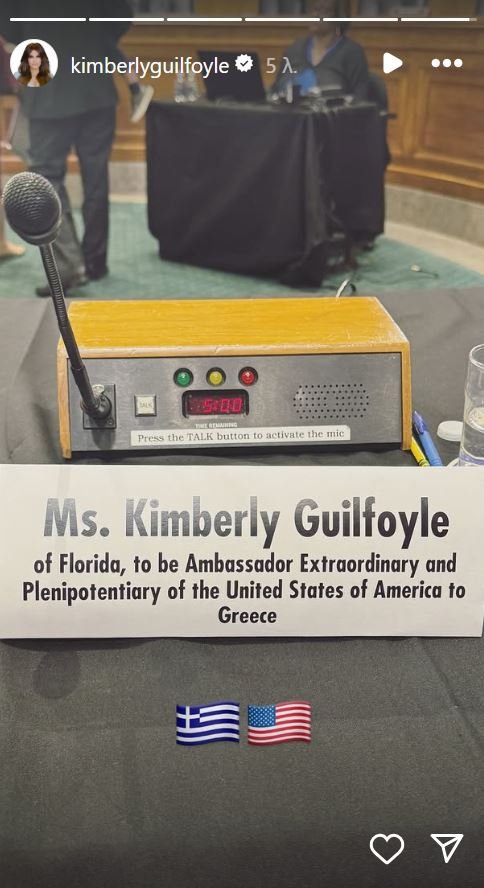 kimberlyguilfoyle 5 λ.
TALK
5:00
TIME REMAINING
Press the TALK button to activate the mic
Ms. Kimberly Guilfoyle
of Florida, to be Ambassador Extraordinary and
Plenipotentiary of the United States of America to
Greece